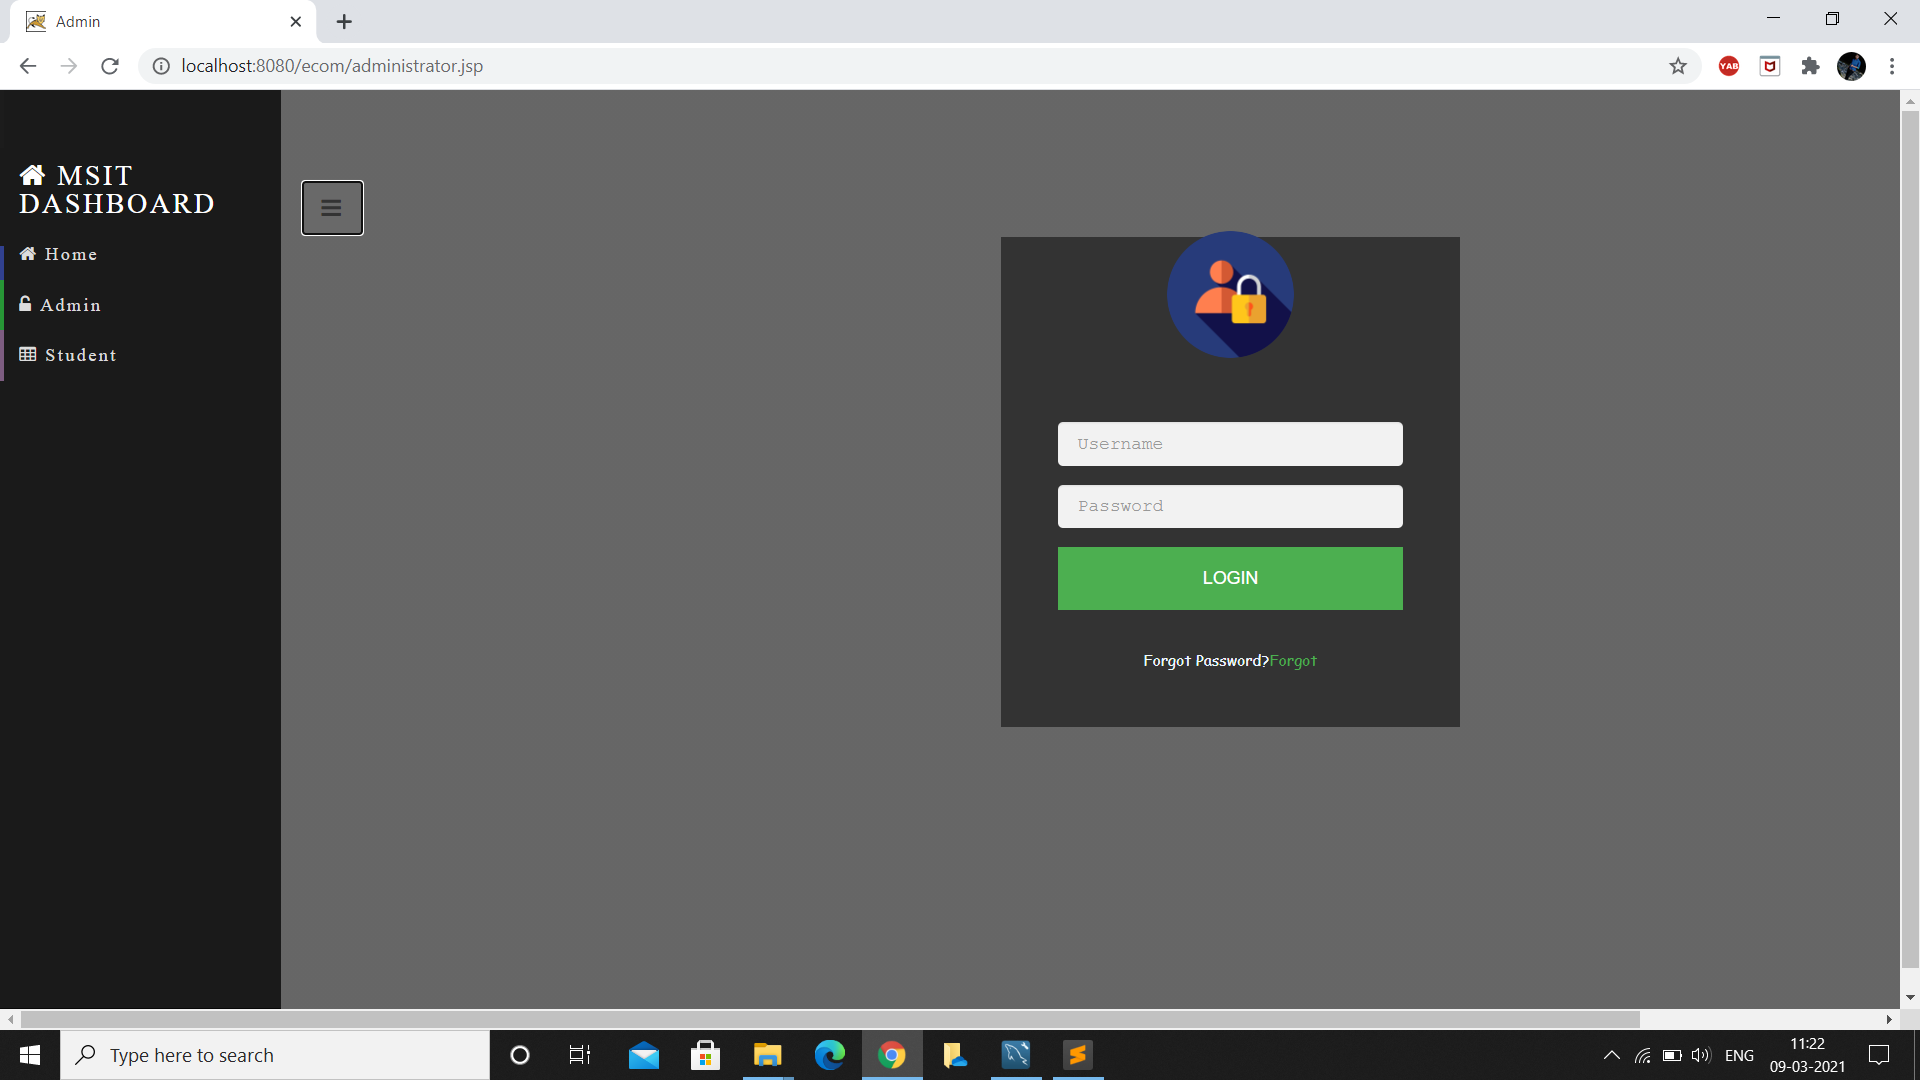 Admin
localhost:8080/ecom/administrator.jsp
YAB
MSIT
DASHBOARD
Home
Admin
Student
Username
Password
LOGIN
Forgot Password?Forgot
Type here to search
ENG
11:22
09-03-2021